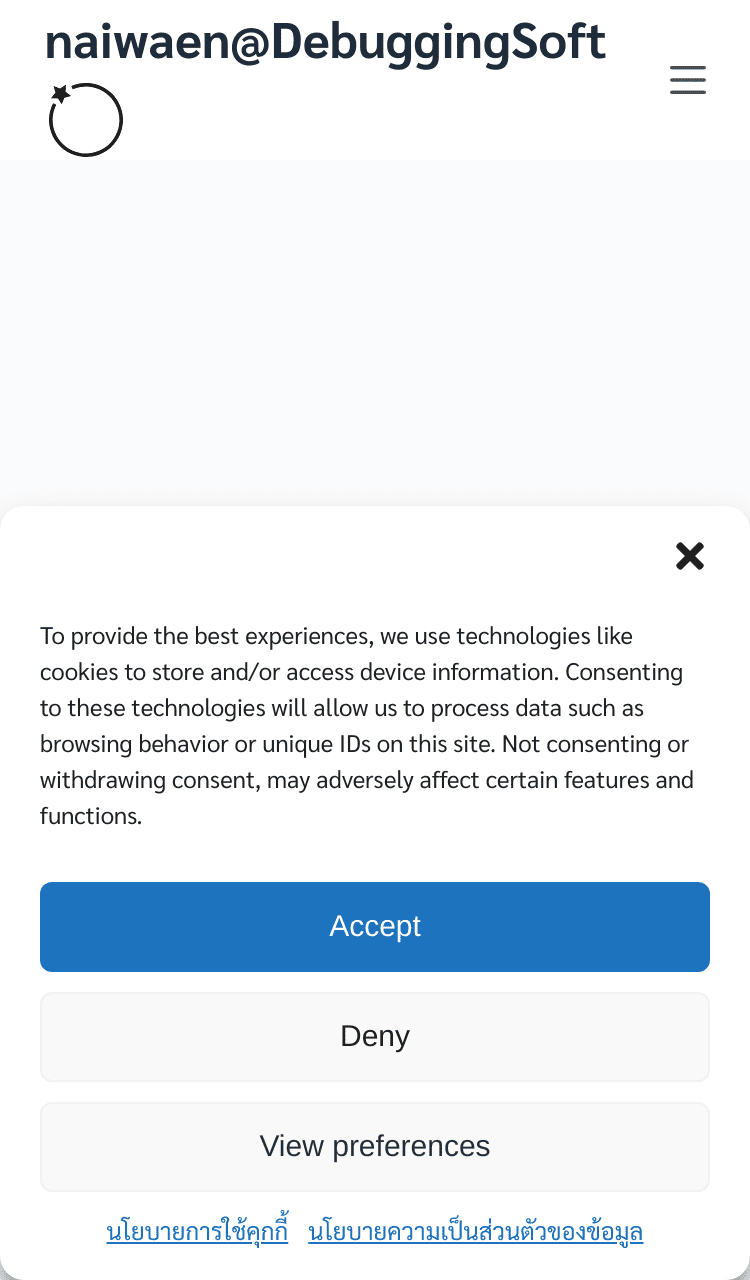 naiwaen@DebuggingSoft
To provide the best experiences, we use technologies like
cookies to store and/or access device information. Consenting
to these technologies will allow us to process data such as
browsing behavior or unique IDs on this site. Not consenting or
withdrawing consent, may adversely affect certain features and
functions.
Accept
Deny
View preferences
นโยบายการใช้คุกกี้ นโยบายความเป็นส่วนตัวของข้อมูล